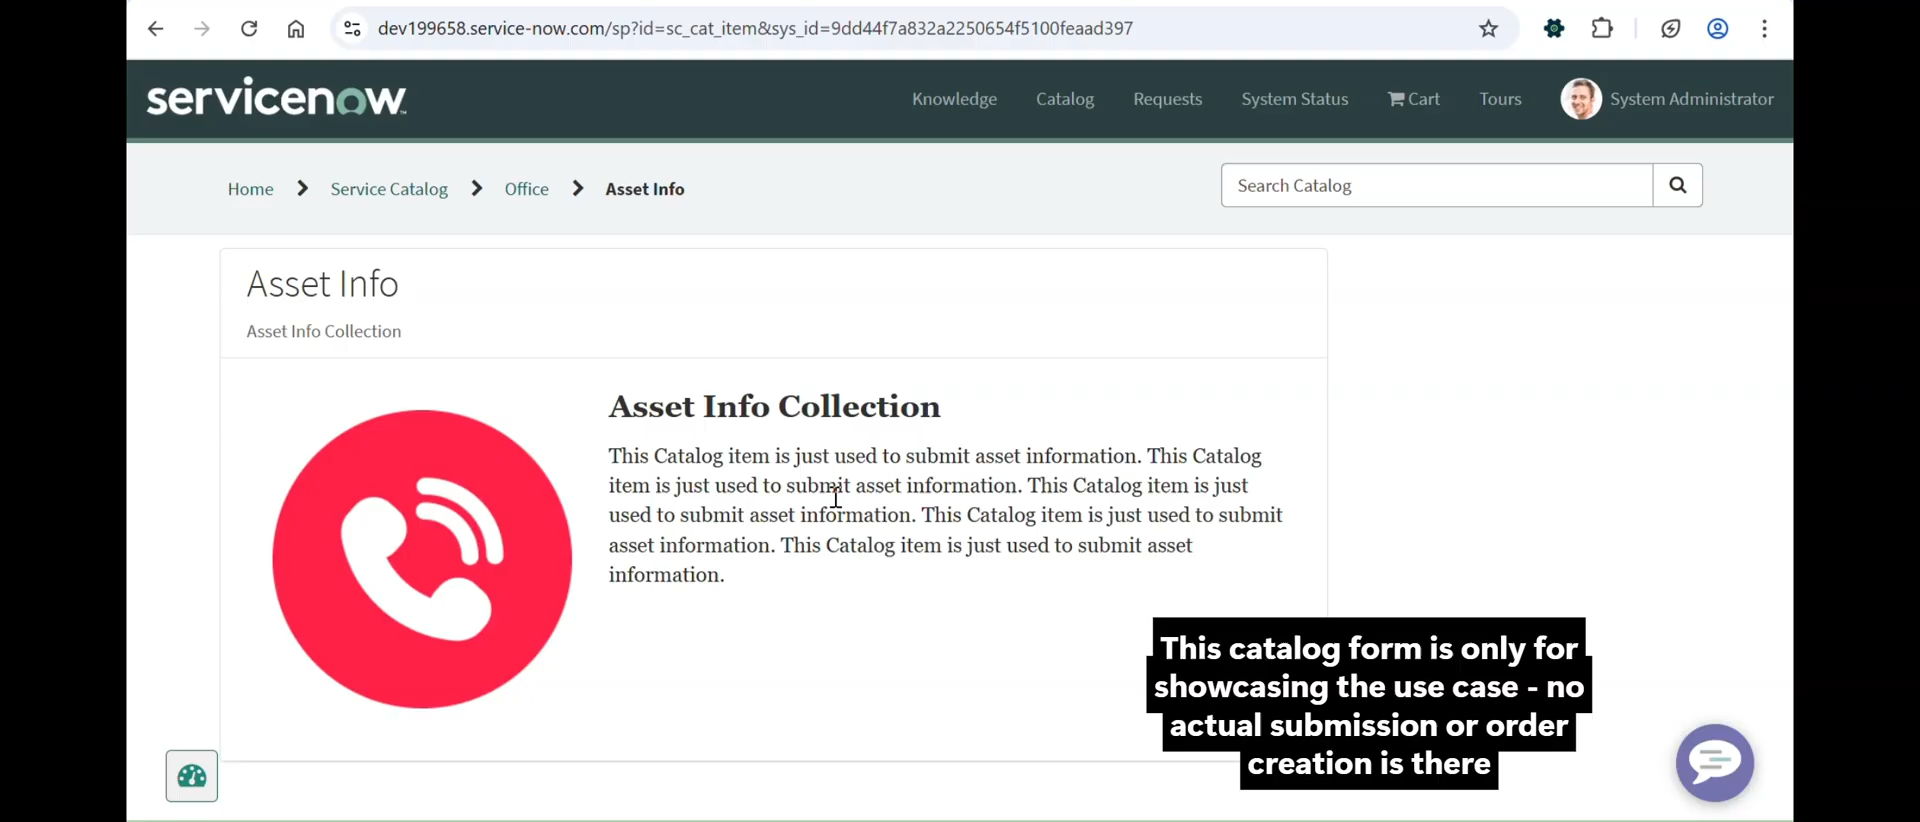 dev199658.service-now.com/sp?id=sc_cat_item&sys_id=9dd44f7a832a2250654f5100feaad397
servicenow
Knowledge Catalog Requests System Status Cart Tours System Administrator
Home Service Catalog Office Asset Info
Search Catalog
Asset Info
Asset Info Collection
Asset Info Collection
This Catalog item is just used to submit asset information. This Catalog
item is just used to submit asset information. This Catalog item is just
used to submit asset information. This Catalog item is just used to submit
asset information. This Catalog item is just used to submit asset
information.
This catalog form is only for
showcasing the use case - no
actual submission or order
creation is there